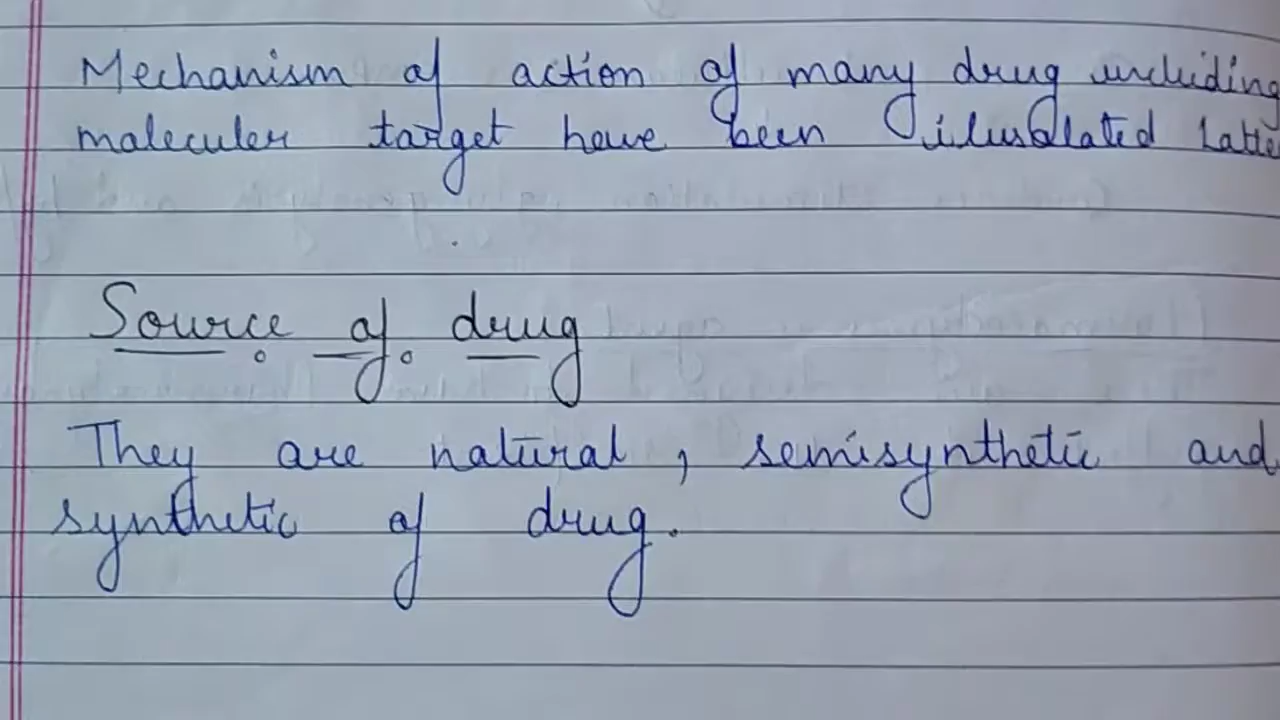 Mechanism of action of many drug including
maleculer target have been illusblated Latte
Source of drug
They are natural, semisynthetic and
synthetic of drug.